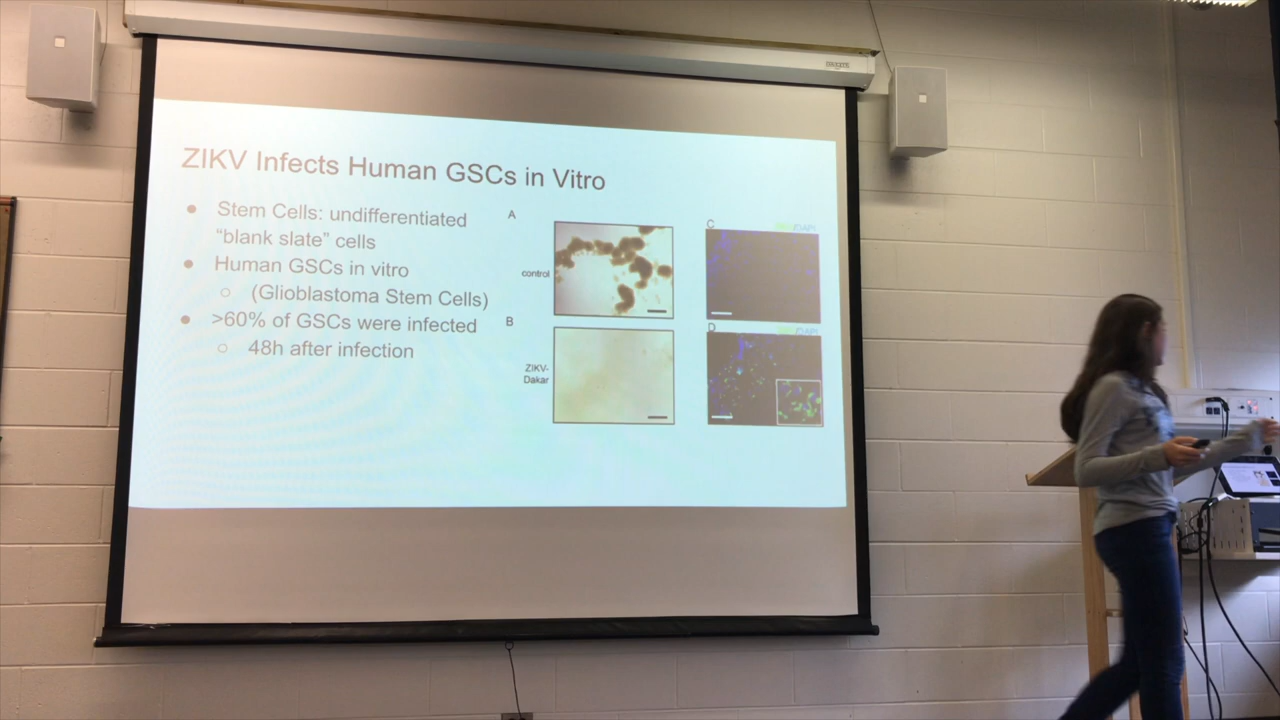 ZIKV Infects Human GSCs in Vitro
● Stem Cells: undifferentiated
“blank slate” cells
● Human GSCs in vitro
○ (Glioblastoma Stem Cells)
● >60% of GSCs were infected
○ 48h after infection
A
control
B
ZIKV-
Dakar
C
/DAPI
D
/DAPI